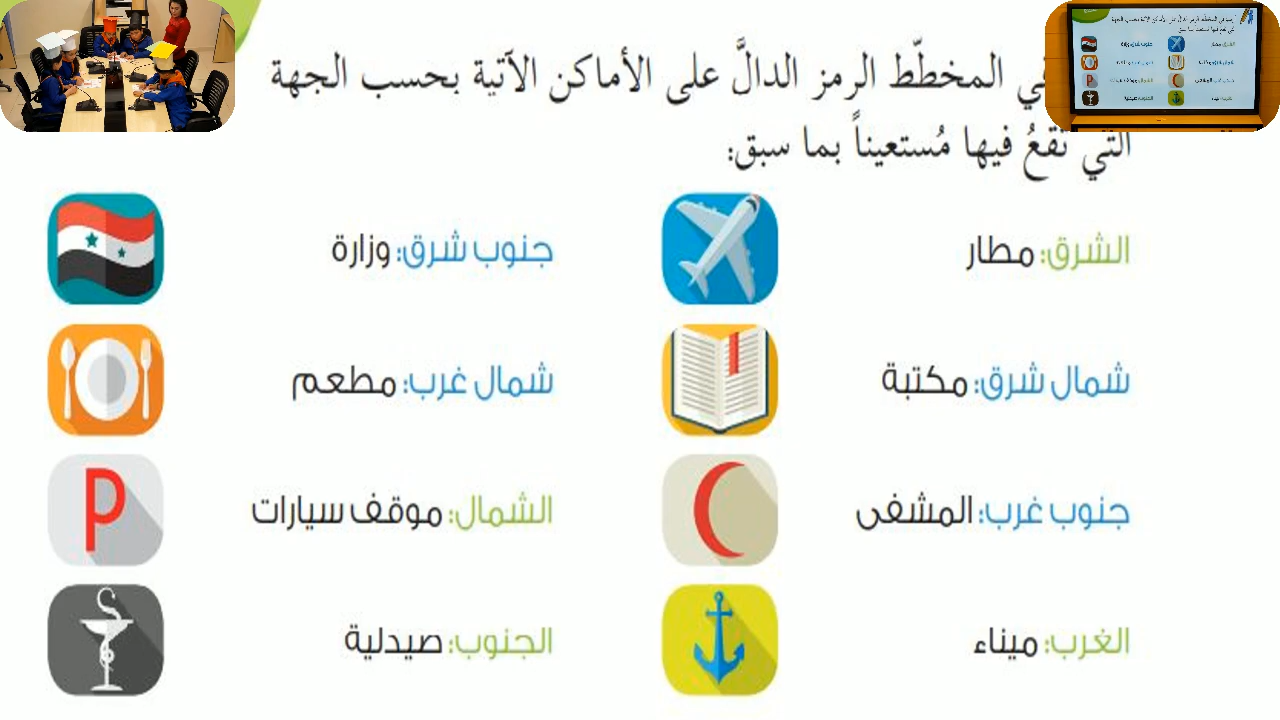 في المخطّط الرمز الدالَّ على الأماكن الآتية بحسب الجهة
التي تقعُ فيها مُستعيناً بما سبق:
الشرق: مطار
جنوب شرق: وزارة
شمال شرق: مكتبة
شمال غرب: مطعم
جنوب غرب: المشفى
الشمال: موقف سيارات
P
الغرب: ميناء
الجنوب: صيدلية